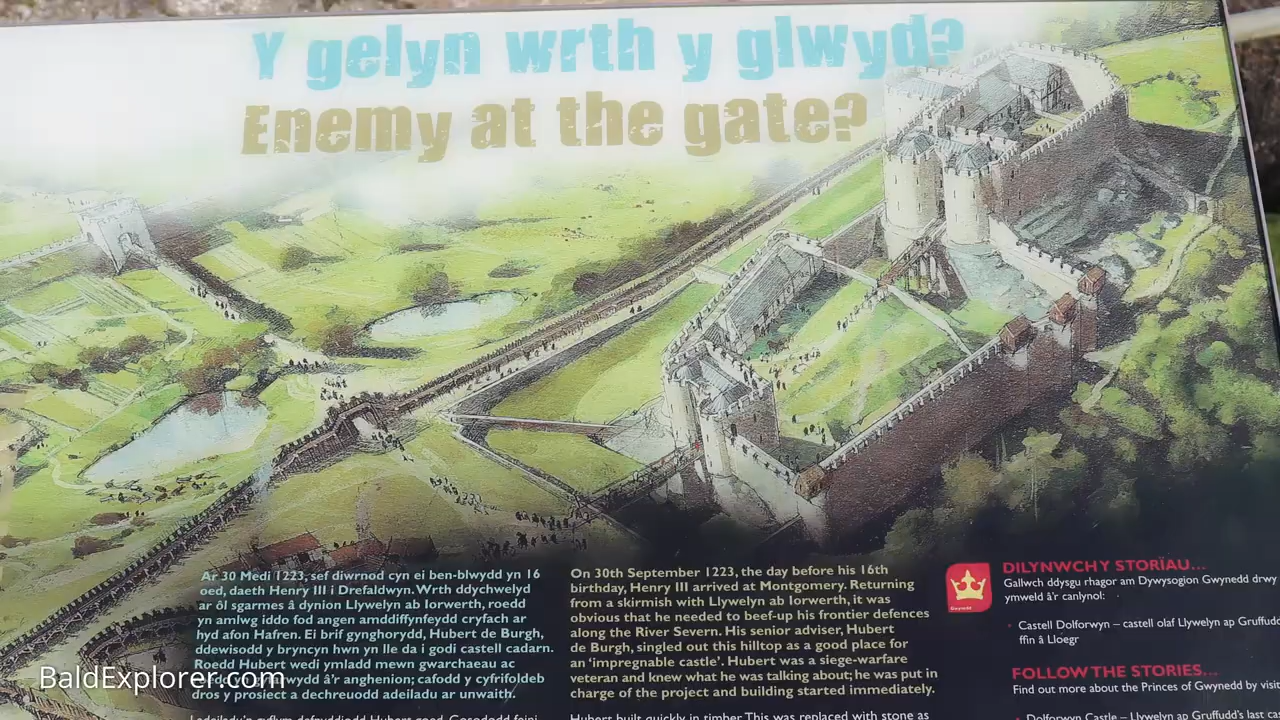 Y gelyn wrth y glwyd?
Enemy at the gate?
Ar 30 Medi 1223, sef diwrnod cyn ei ben-blwydd yn 16
oed, daeth Henry III i Drefaldwyn. Wrth ddychwelyd
ar ôl sgarmes â dynion Llywelyn ab Iorwerth, roedd
yn amlwg iddo fod angen amddiffynfeydd cryfach ar
hyd afon Hafren. Ei brif gynghorydd, Hubert de Burgh,
ddewisodd y bryncyn hwn yn lle da i godi castell cadarn.
Roedd Hubert wedi ymladd mewn gwarchaeau ac
â'r anghenion; cafodd y cyfrifoldeb
dros y prosiect a dechreuodd adeiladu ar unwaith.
On 30th September 1223, the day before his 16th
birthday, Henry III arrived at Montgomery. Returning
from a skirmish with Llywelyn ab Iorwerth, it was
obvious that he needed to beef-up his frontier defences
along the River Severn. His senior adviser, Hubert
de Burgh, singled out this hilltop as a good place for
an 'impregnable castle'. Hubert was a siege-warfare
veteran and knew what he was talking about; he was put in
charge of the project and building started immediately.
Hubert built quickly in timber. This was replaced with stone as
Gwynedd
DILYNWCH Y STORÏAU...
Gallwch ddysgu rhagor am Dywysogion Gwynedd drwy
ymweld â'r canlynol:
• Castell Dolforwyn – castell olaf Llywelyn ap Gruffudd
ffin â Lloegr
FOLLOW THE STORIES...
Find out more about the Princes of Gwynedd by visit
• Dolforwyn Castle – Llywelyn ap Gruffudd's last
BaldExplorer.com